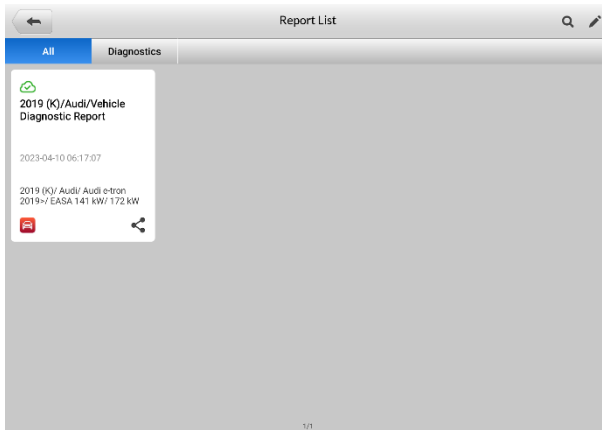 Report List
All
Diagnostics
2019 (K)/Audi/Vehicle
Diagnostic Report
2023-04-10 06:17:07
2019 (K)/ Audi/ Audi e-tron
2019>/ EASA 141 kW/ 172 kW
1/1